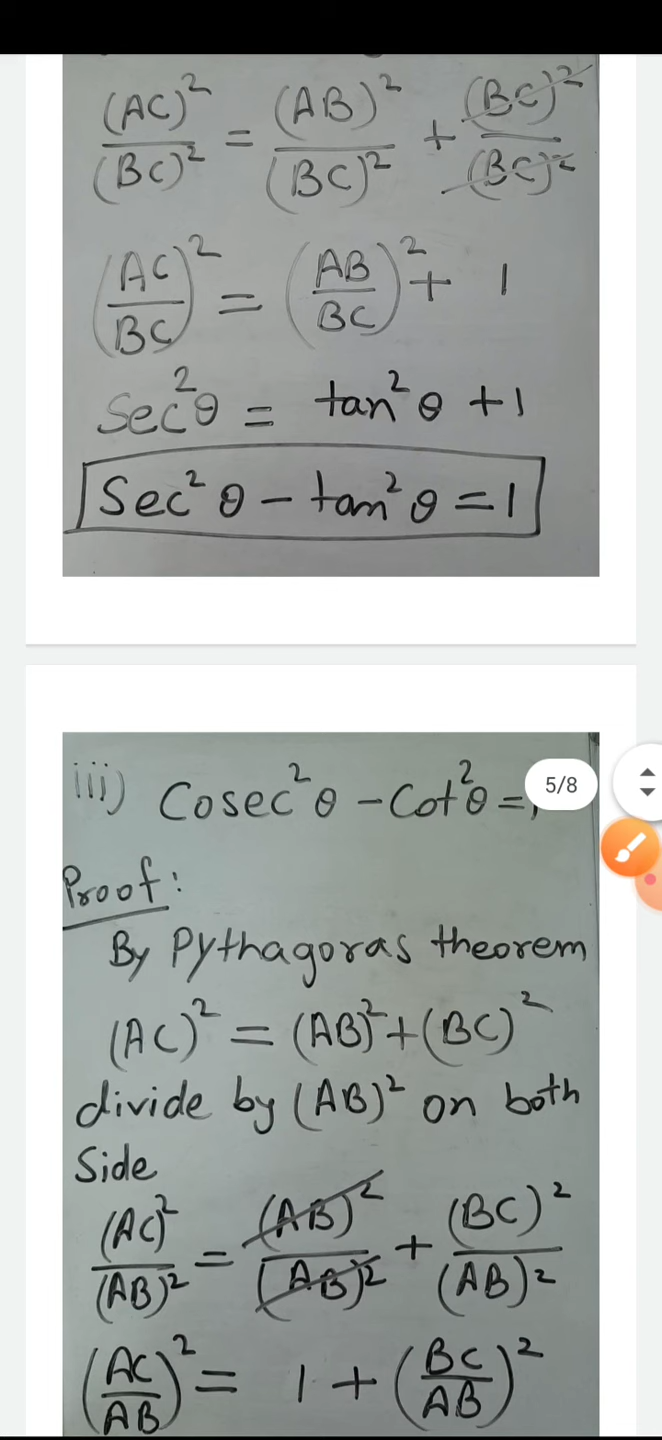 (AC)²/(BC)² = (AB)²/(BC)² + (BC)²/(BC)²
(AC/BC)² = (AB/BC)² + 1
Sec²θ = tan²θ + 1
Sec²θ - tan²θ = 1
iii) Cosec²θ - Cot²θ =
5/8
Proof:
By Pythagoras theorem
(AC)² = (AB)² + (BC)²
divide by (AB)² on both
Side
(AC)²/(AB)² = (AB)²/(AB)² + (BC)²/(AB)²
(AC/AB)² = 1 + (BC/AB)²